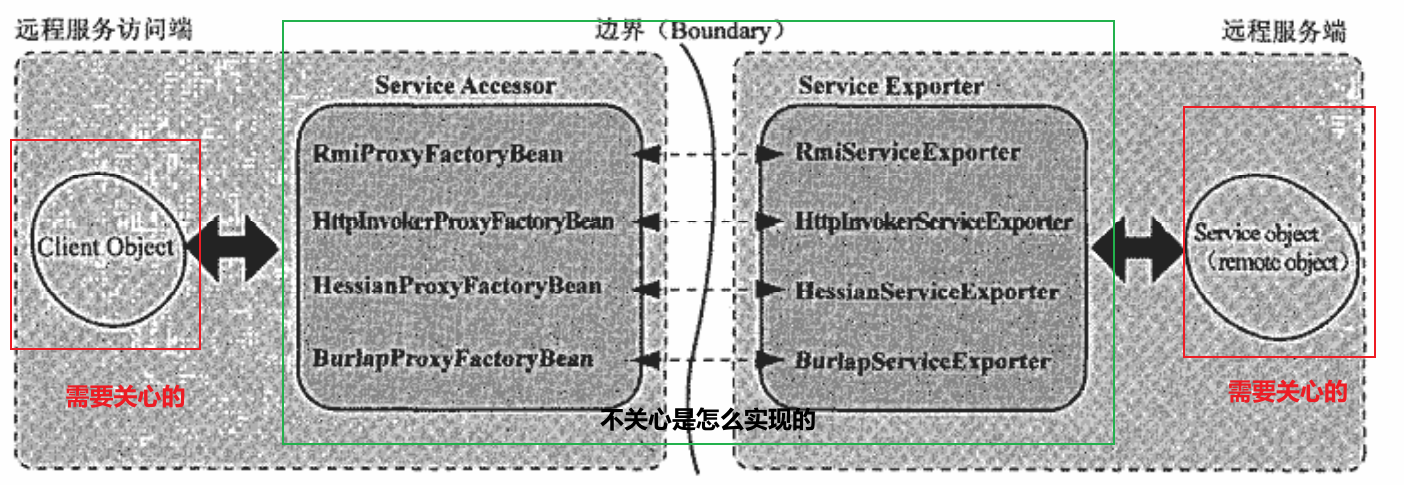 远程服务访问端
边界（Boundary）
远程服务端
Service Accessor
Service Exporter
RmiProxyFactoryBean
RmiServiceExporter
HttpInvokerProxyFactoryBean
HttpInvokerServiceExporter
Client Object
Service object
（remote object）
HessianProxyFactoryBean
HessianServiceExporter
BurlapProxyFactoryBean
BurlapServiceExporter
需要关心的
需要关心的
不关心是怎么实现的